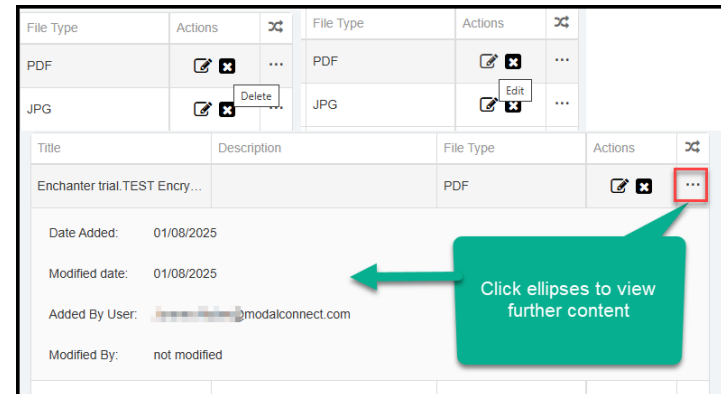 File Type Actions
PDF
JPG
Delete
File Type Actions
PDF
JPG
Edit
Title Description File Type Actions
Enchanter trial.TEST Encry... PDF
Date Added: 01/08/2025
Modified date: 01/08/2025
Added By User: @modalconnect.com
Modified By: not modified
Click ellipses to view
further content